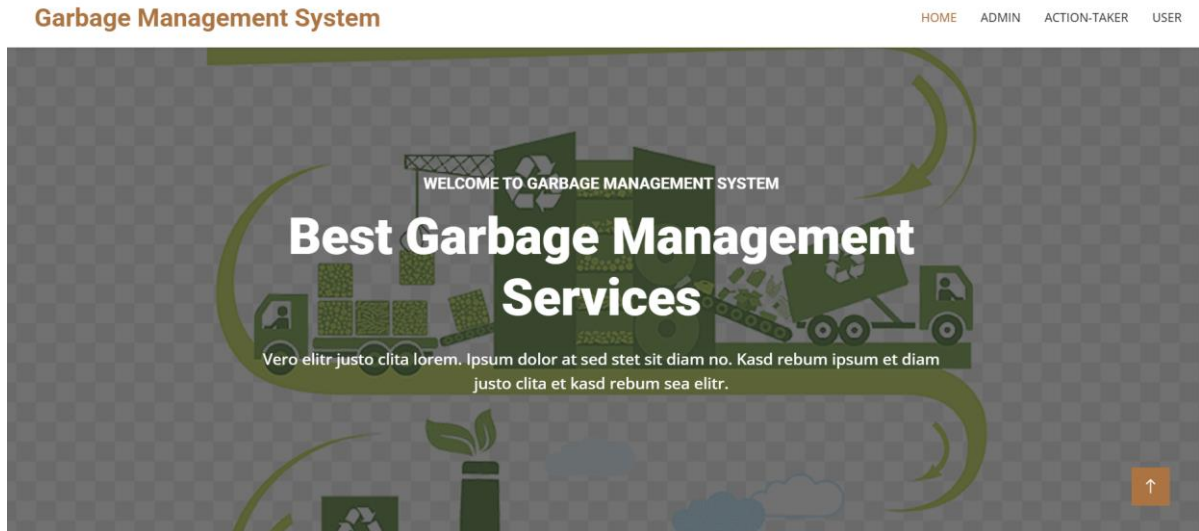 Garbage Management System
HOME ADMIN ACTION-TAKER USER
WELCOME TO GARBAGE MANAGEMENT SYSTEM
Best Garbage Management
Services
Vero elitr justo clita lorem. Ipsum dolor at sed stet sit diam no. Kasd rebum ipsum et diam
justo clita et kasd rebum sea elitr.